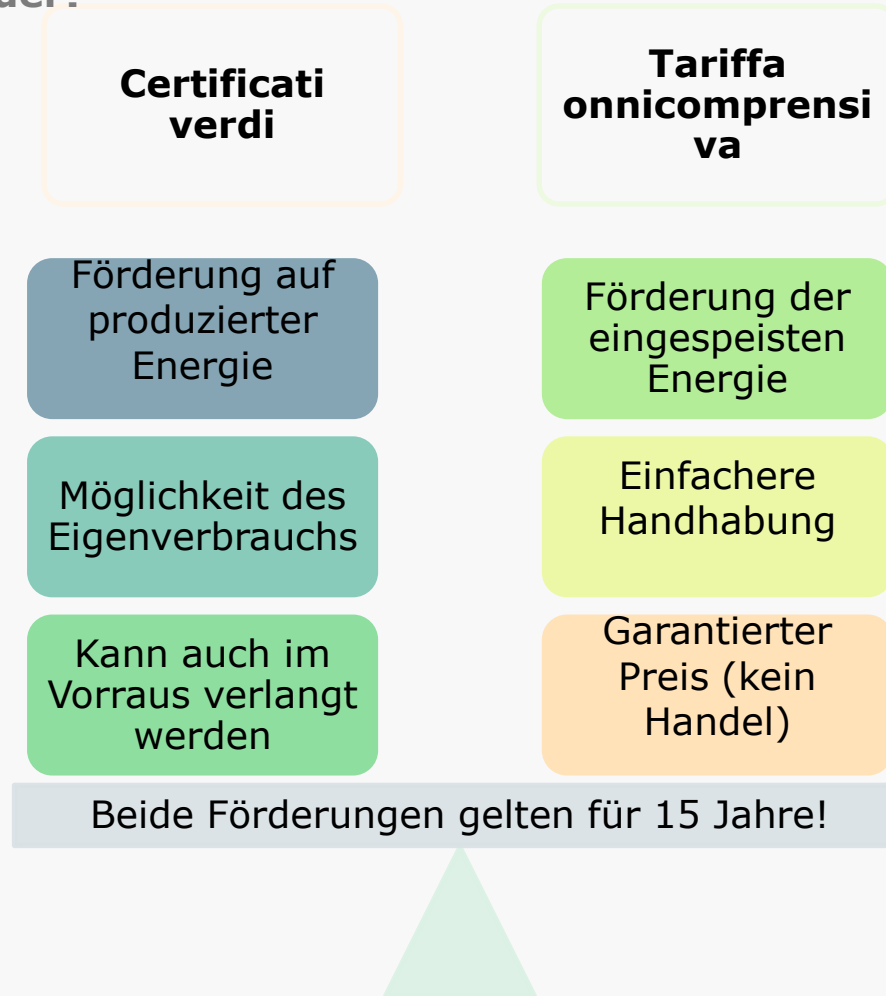 Certificati
verdi
Förderung auf
produzierter
Energie
Möglichkeit des
Eigenverbrauchs
Kann auch im
Vorraus verlangt
werden
Tariffa
onnicomprensi
va
Förderung der
eingespeisten
Energie
Einfachere
Handhabung
Garantierter
Preis (kein
Handel)
Beide Förderungen gelten für 15 Jahre!